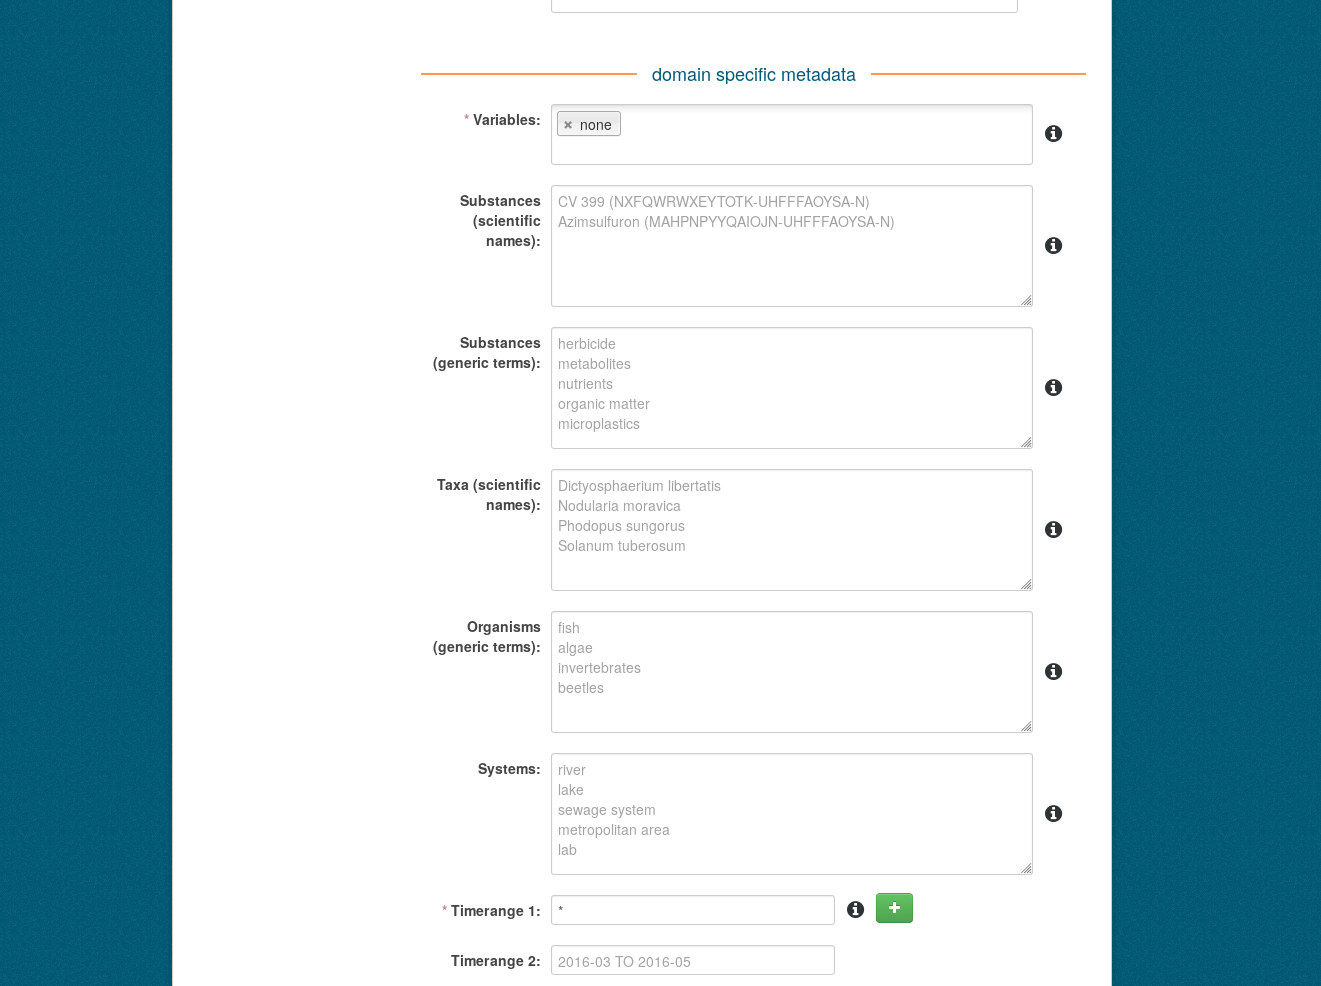 domain specific metadata
* Variables:
✖ none
Substances
(scientific
names):
CV 399 (NXFQWRWXEYTOTK-UHFFFAOYSA-N)
Azimsulfuron (MAHPNPYYQAIOJN-UHFFFAOYSA-N)
Substances
(generic terms):
herbicide
metabolites
nutrients
organic matter
microplastics
Taxa (scientific
names):
Dictyosphaerium libertatis
Nodularia moravica
Phodopus sungorus
Solanum tuberosum
Organisms
(generic terms):
fish
algae
invertebrates
beetles
Systems:
river
lake
sewage system
metropolitan area
lab
* Timerange 1:
*
Timerange 2:
2016-03 TO 2016-05